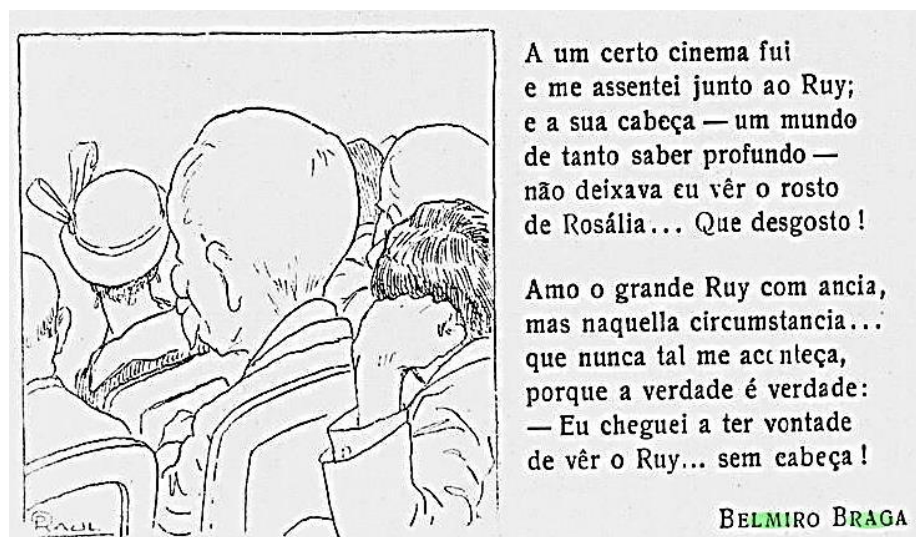 A um certo cinema fui
e me assentei junto ao Ruy;
e a sua cabeça — um mundo
de tanto saber profundo —
não deixava eu vêr o rosto
de Rosália... Que desgosto !
Amo o grande Ruy com ancia,
mas naquella circumstancia...
que nunca tal me aconteça,
porque a verdade é verdade:
— Eu cheguei a ter vontade
de vêr o Ruy... sem cabeça !
BELMIRO BRAGA
RAUL